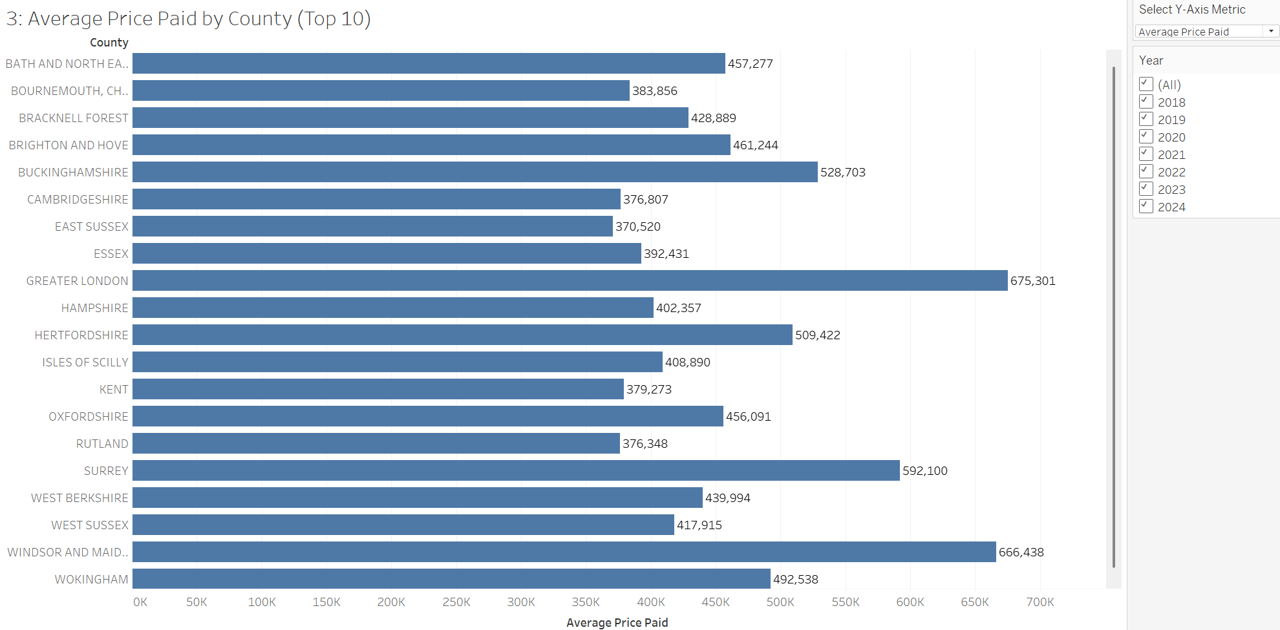 3: Average Price Paid by County (Top 10)
County
BATH AND NORTH EA.. 457,277
BOURNEMOUTH, CH.. 383,856
BRACKNELL FOREST 428,889
BRIGHTON AND HOVE 461,244
BUCKINGHAMSHIRE 528,703
CAMBRIDGESHIRE 376,807
EAST SUSSEX 370,520
ESSEX 392,431
GREATER LONDON 675,301
HAMPSHIRE 402,357
HERTFORDSHIRE 509,422
ISLES OF SCILLY 408,890
KENT 379,273
OXFORDSHIRE 456,091
RUTLAND 376,348
SURREY 592,100
WEST BERKSHIRE 439,994
WEST SUSSEX 417,915
WINDSOR AND MAID.. 666,438
WOKINGHAM 492,538
0K 50K 100K 150K 200K 250K 300K 350K 400K 450K 500K 550K 600K 650K 700K
Average Price Paid
Select Y-Axis Metric
Average Price Paid
Year
(All)
2018
2019
2020
2021
2022
2023
2024